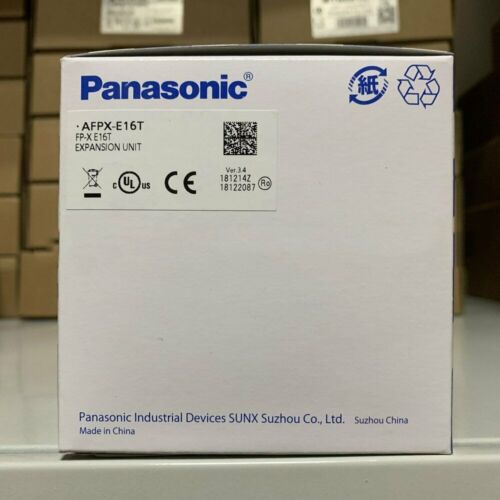 Panasonic®
紙
·AFPX-E16T
FP-X E16T
EXPANSION UNIT
c UL us
CE
Ver.3.4
181214Z
18122087
Ro
Panasonic Industrial Devices SUNX Suzhou Co., Ltd. Suzhou China
Made in China